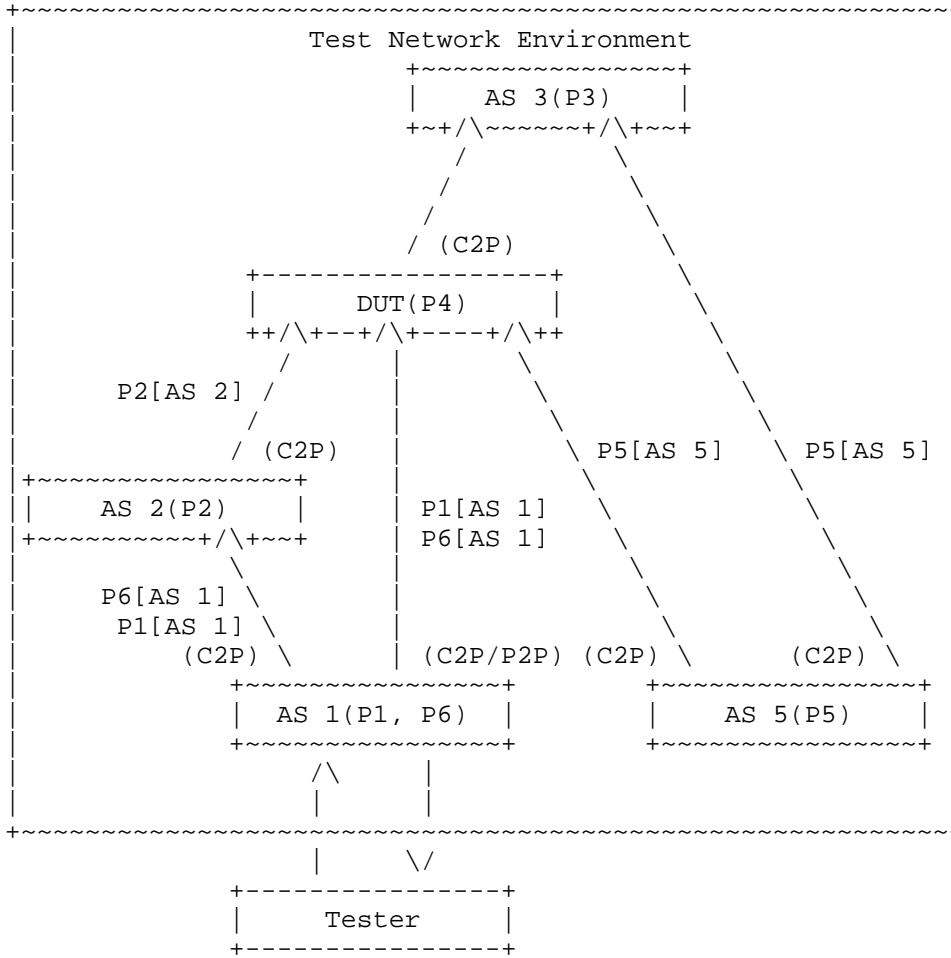 Test Network Environment
AS 3(P3)
(C2P)
DUT(P4)
P2[AS 2]
(C2P)
P5[AS 5] P5[AS 5]
AS 2(P2)
P1[AS 1]
P6[AS 1]
P6[AS 1]
P1[AS 1]
(C2P) (C2P/P2P) (C2P) (C2P)
AS 1(P1, P6) AS 5(P5)
Tester